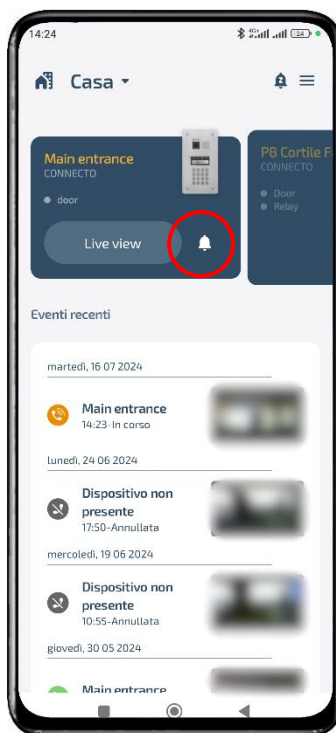 14:24
4G
24
Casa
Main entrance
CONNECTO
door
Live view
P8 Cortile F
CONNECTO
Door
Relay
Eventi recenti
martedì, 16 07 2024
Main entrance
14:23-In corso
lunedì, 24 06 2024
Dispositivo non
presente
17:50-Annullata
mercoledì, 19 06 2024
Dispositivo non
presente
10:55-Annullata
giovedì, 30 05 2024
Main entrance